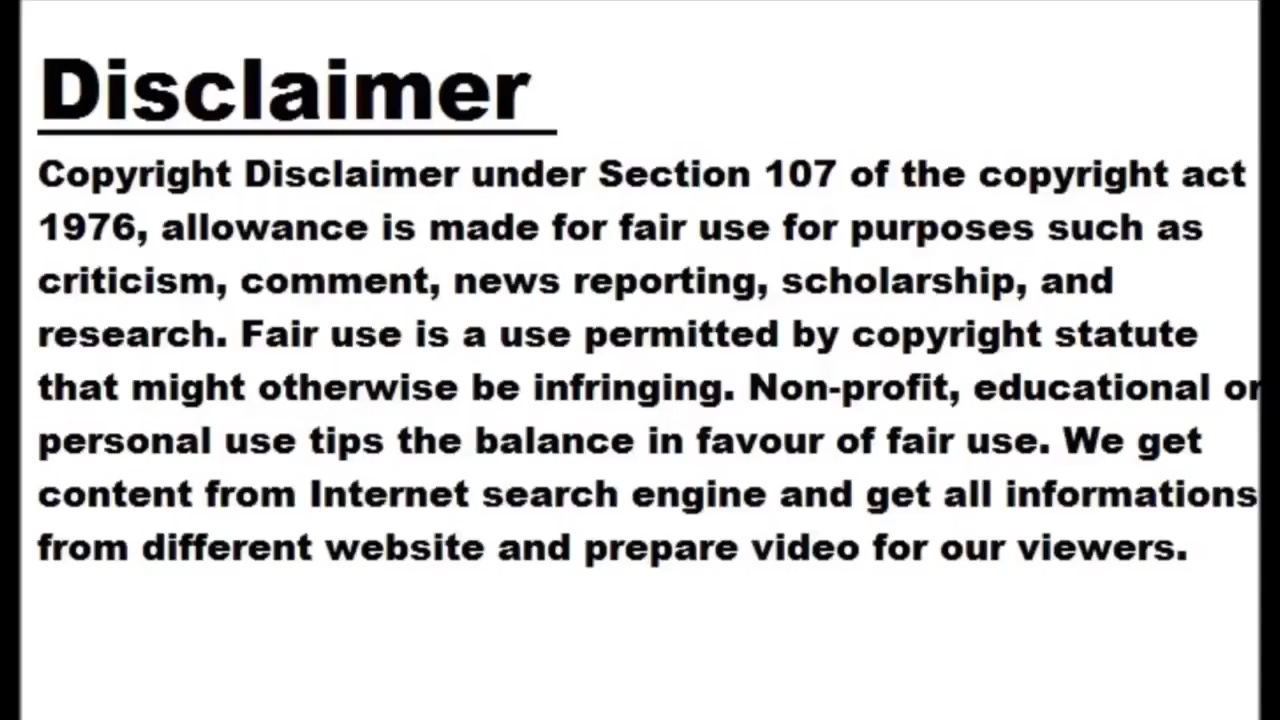 Disclaimer
Copyright Disclaimer under Section 107 of the copyright act
1976, allowance is made for fair use for purposes such as
criticism, comment, news reporting, scholarship, and
research. Fair use is a use permitted by copyright statute
that might otherwise be infringing. Non-profit, educational or
personal use tips the balance in favour of fair use. We get
content from Internet search engine and get all informations
from different website and prepare video for our viewers.